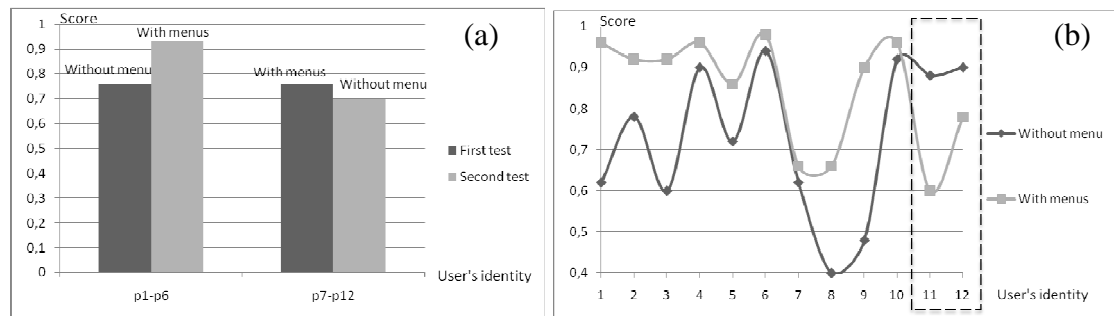 Score
(a)
1
0,9
0,8
0,7
0,6
0,5
0,4
0,3
0,2
0,1
0
With menus
Without menu
With menus
Without menu
First test
Second test
User's identity
p1-p6
p7-p12
Score
(b)
1
0,9
0,8
0,7
0,6
0,5
0,4
Without menu
With menus
1 2 3 4 5 6 7 8 9 10 11 12
User's identity